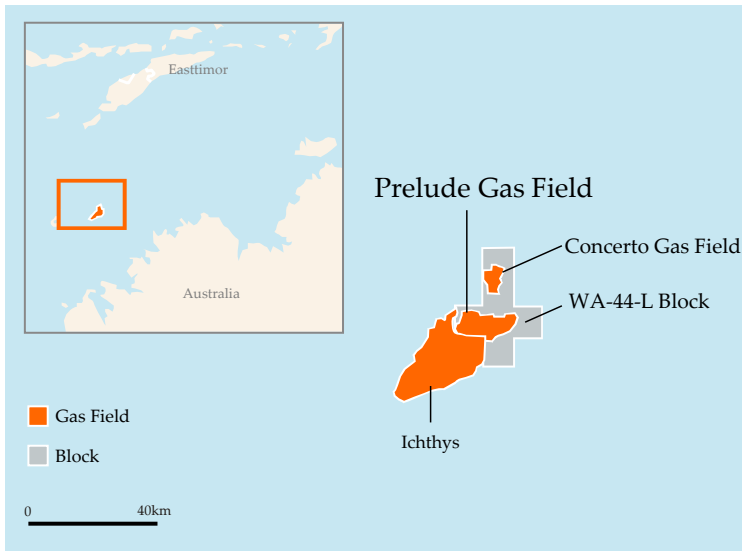 Easttimor
Australia
Prelude Gas Field
Concerto Gas Field
WA-44-L Block
Ichthys
Gas Field
Block
0 40km